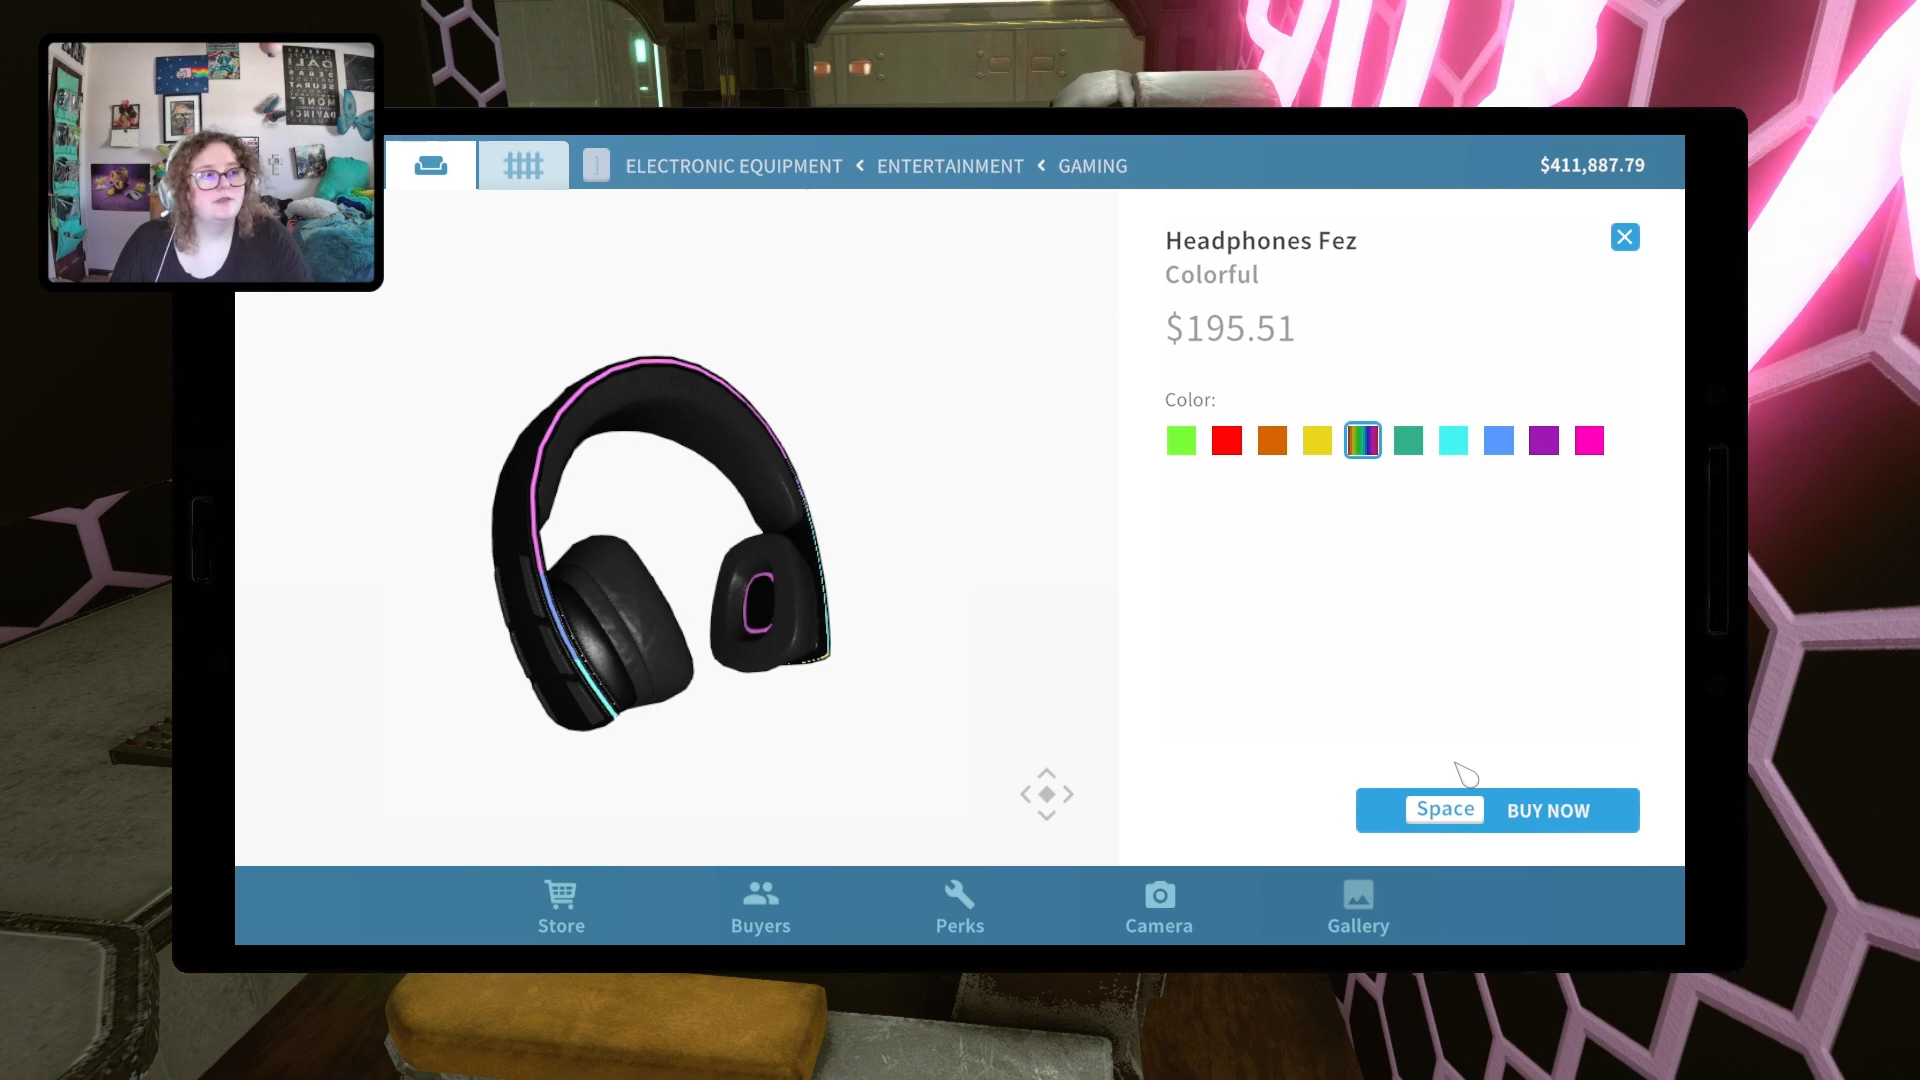 ELECTRONIC EQUIPMENT < ENTERTAINMENT < GAMING
$411,887.79
Headphones Fez
Colorful
$195.51
Color:
Space BUY NOW
Store
Buyers
Perks
Camera
Gallery